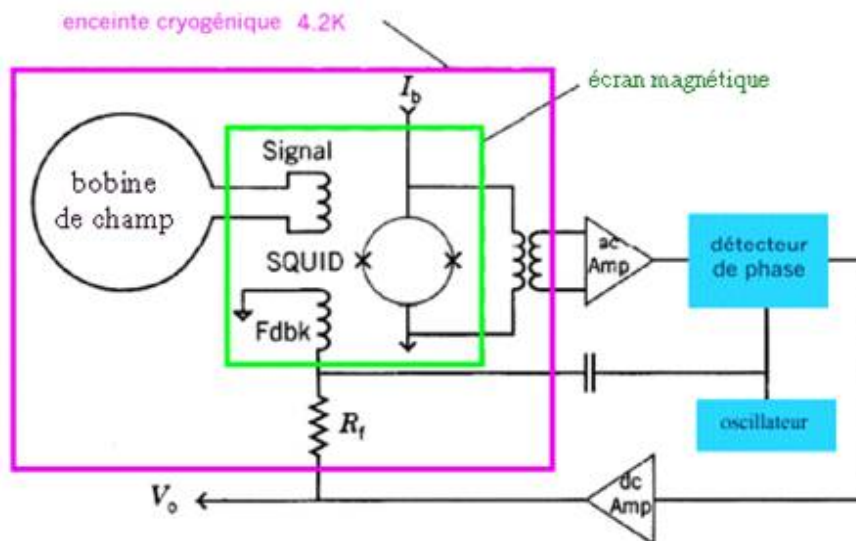 enceinte cryogénique 4.2K
écran magnétique
I_b
Signal
bobine
de champ
SQUID
ac
Amp
détecteur
de phase
Fdbk
R_f
oscillateur
V_o
dc
Amp